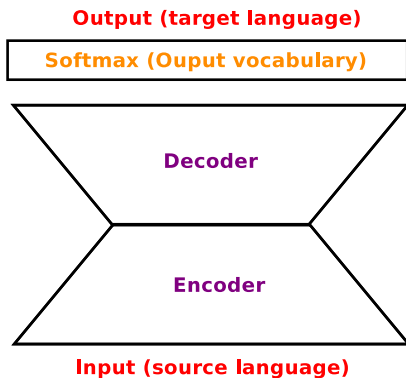 Output (target language)
Softmax (Ouput vocabulary)
Decoder
Encoder
Input (source language)